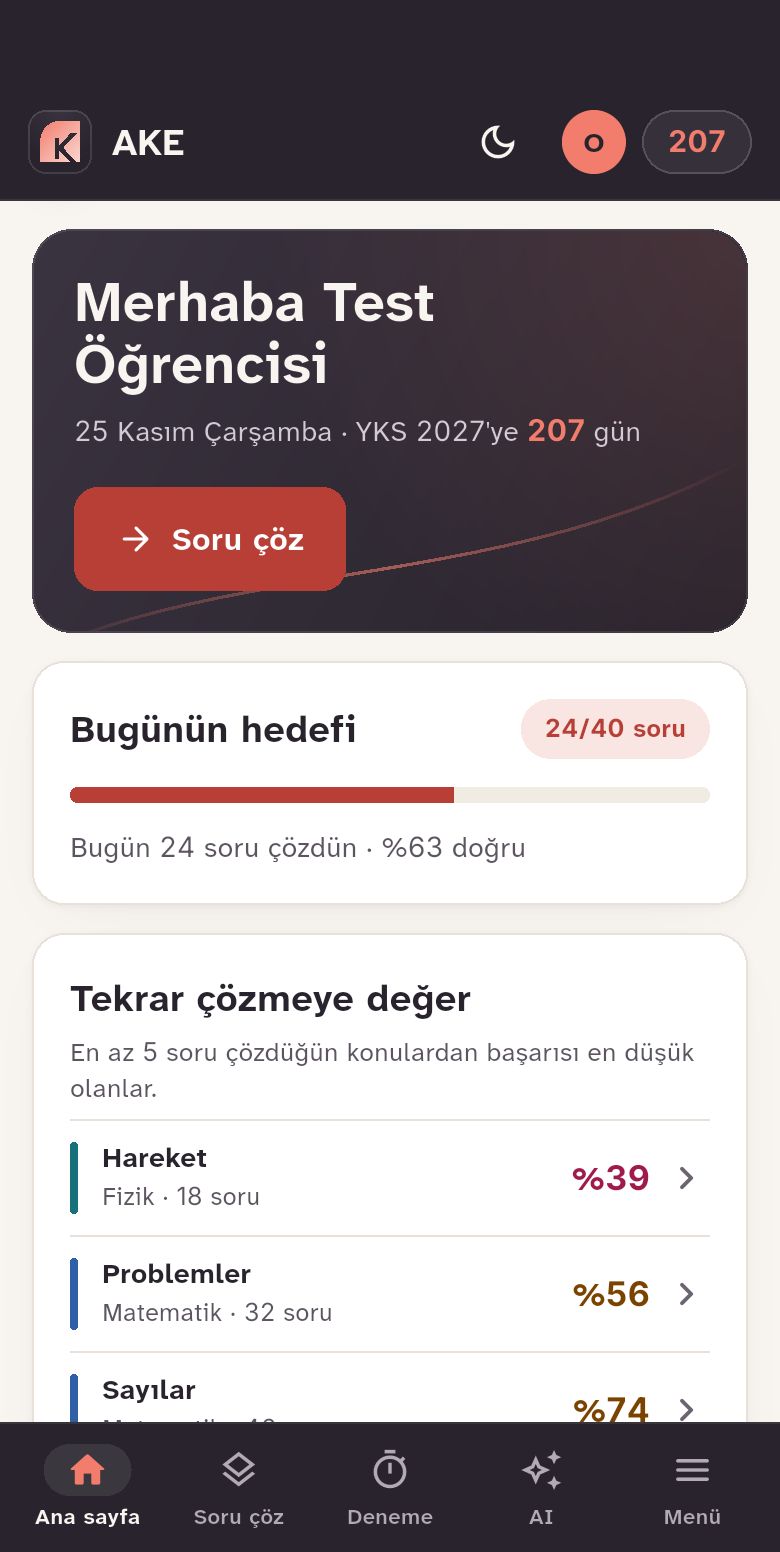 AKE
O
207
Merhaba Test
Öğrencisi
25 Kasım Çarşamba · YKS 2027'ye 207 gün
Soru çöz
Bugünün hedefi
24/40 soru
Bugün 24 soru çözdün · %63 doğru
Tekrar çözmeye değer
En az 5 soru çözdüğün konulardan başarısı en düşük
olanlar.
Hareket
%39
Fizik · 18 soru
Problemler
%56
Matematik · 32 soru
Sayılar
%74
Ana sayfa
Soru çöz
Deneme
AI
Menü